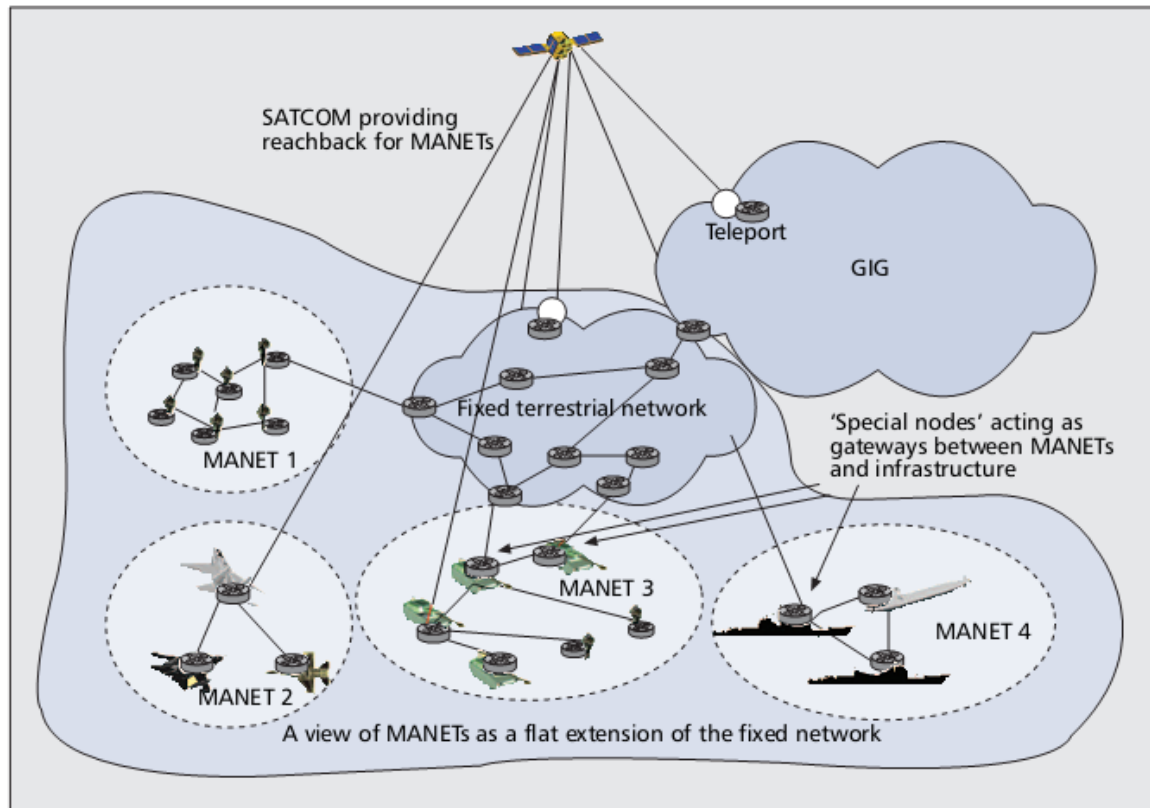 SATCOM providing
reachback for MANETs
Teleport
GIG
Fixed terrestrial network
‘Special nodes’ acting as
gateways between MANETs
and infrastructure
MANET 1
MANET 2
MANET 3
MANET 4
A view of MANETs as a flat extension of the fixed network